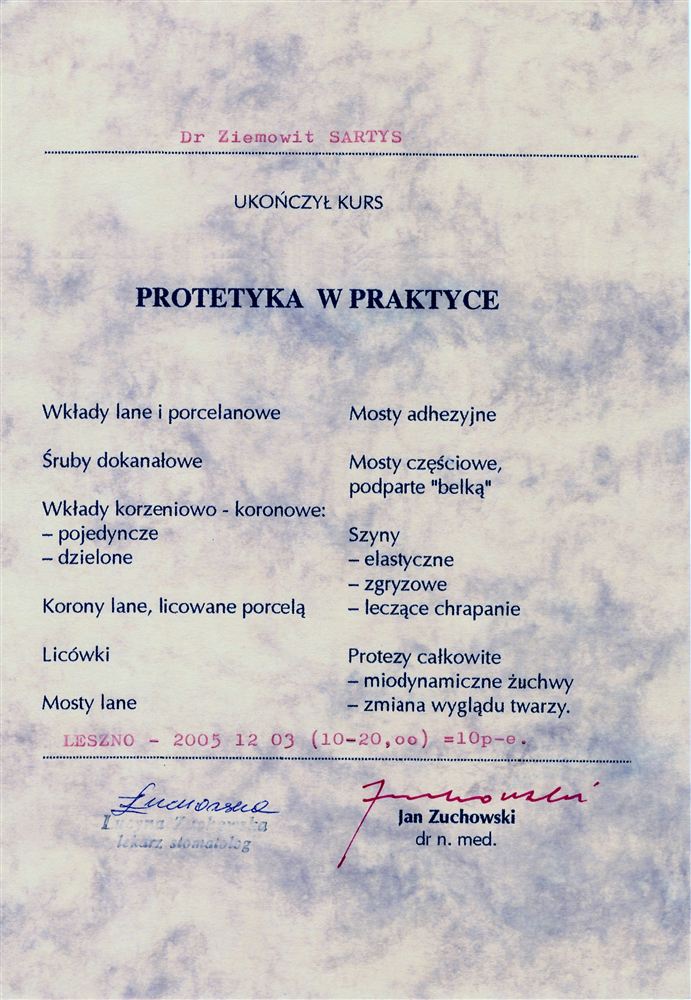 Dr Ziemowit SARTYS
UKOŃCZYŁ KURS
PROTETYKA W PRAKTYCE
Wkłady lane i porcelanowe
Śruby dokanałowe
Wkłady korzeniowo - koronowe:
– pojedyncze
– dzielone
Korony lane, licowane porcelą
Licówki
Mosty lane
Mosty adhezyjne
Mosty częściowe,
podparte "belką"
Szyny
– elastyczne
– zgryzowe
– leczące chrapanie
Protezy całkowite
– miodynamiczne żuchwy
– zmiana wyglądu twarzy.
LESZNO - 2005 12 03 (10-20,oo) =10p-e.
lekarz stomatolog
Jan Zuchowski
dr n. med.